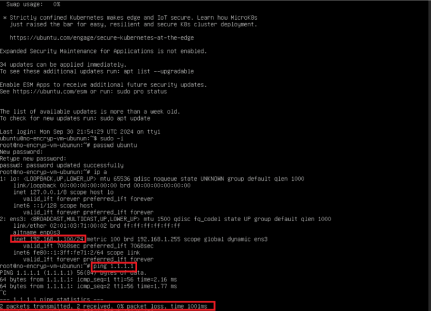 Swap usage: 0%
* Strictly confined Kubernetes makes edge and IoT secure. Learn how MicroK8s
just raised the bar for easy, resilient and secure K8s cluster deployment.
https://ubuntu.com/engage/secure-kubernetes-at-the-edge
Expanded Security Maintenance for Applications is not enabled.
34 updates can be applied immediately.
To see these additional updates run: apt list --upgradable
Enable ESM Apps to receive additional future security updates.
See https://ubuntu.com/esm or run: sudo pro status
The list of available updates is more than a week old.
To check for new updates run: sudo apt update
Last login: Mon Sep 30 21:54:29 UTC 2024 on tty1
ubuntu@no-encryp-vm-ubunun:~$ sudo -i
root@no-encryp-vm-ubunun:~# passwd ubuntu
New password:
Retype new password:
passwd: password updated successfully
root@no-encryp-vm-ubunun:~# ip a
1: lo: <LOOPBACK,UP,LOWER_UP> mtu 65536 qdisc noqueue state UNKNOWN group default qlen 1000
link/loopback 00:00:00:00:00:00 brd 00:00:00:00:00:00
inet 127.0.0.1/8 scope host lo
valid_lft forever preferred_lft forever
inet6 ::1/128 scope host
valid_lft forever preferred_lft forever
2: ens3: <BROADCAST,MULTICAST,UP,LOWER_UP> mtu 1500 qdisc fq_codel state UP group default qlen 1000
link/ether 02:01:03:71:00:02 brd ff:ff:ff:ff:ff:ff
altname enp0s3
inet 192.168.1.100/24 metric 100 brd 192.168.1.255 scope global dynamic ens3
valid_lft preferred_lft
inet6 scope link
valid_lft forever preferred_lft forever
root@no-encryp-vm-ubunun:~# ping 1.1.1.1
PING 1.1.1.1 (1.1.1.1) 56(84) bytes of data.
64 bytes from 1.1.1.1: icmp_seq=1 ttl=56 time=2.16 ms
64 bytes from 1.1.1.1: icmp_seq=2 ttl=56 time=1.77 ms
^C
--- 1.1.1.1 ping statistics ---
2 packets transmitted, 2 received, 0% packet loss, time 1001ms